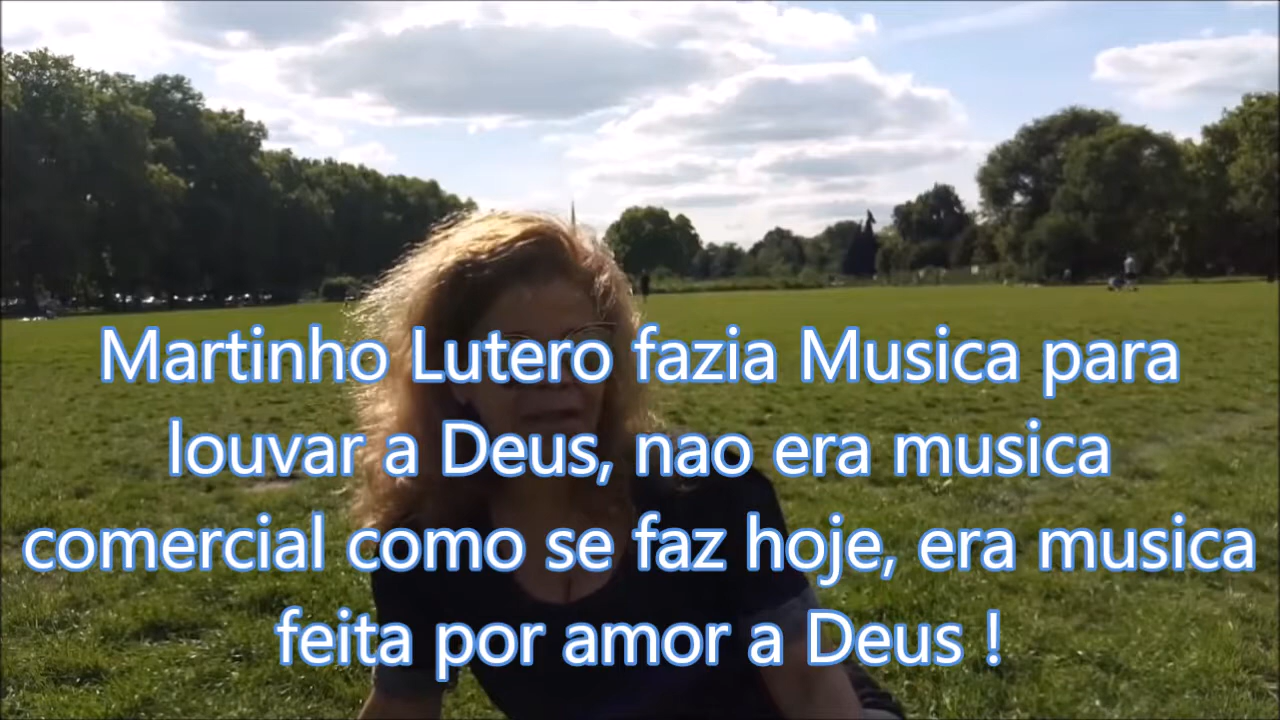 Martinho Lutero fazia Musica para
louvar a Deus, nao era musica
comercial como se faz hoje, era musica
feita por amor a Deus !